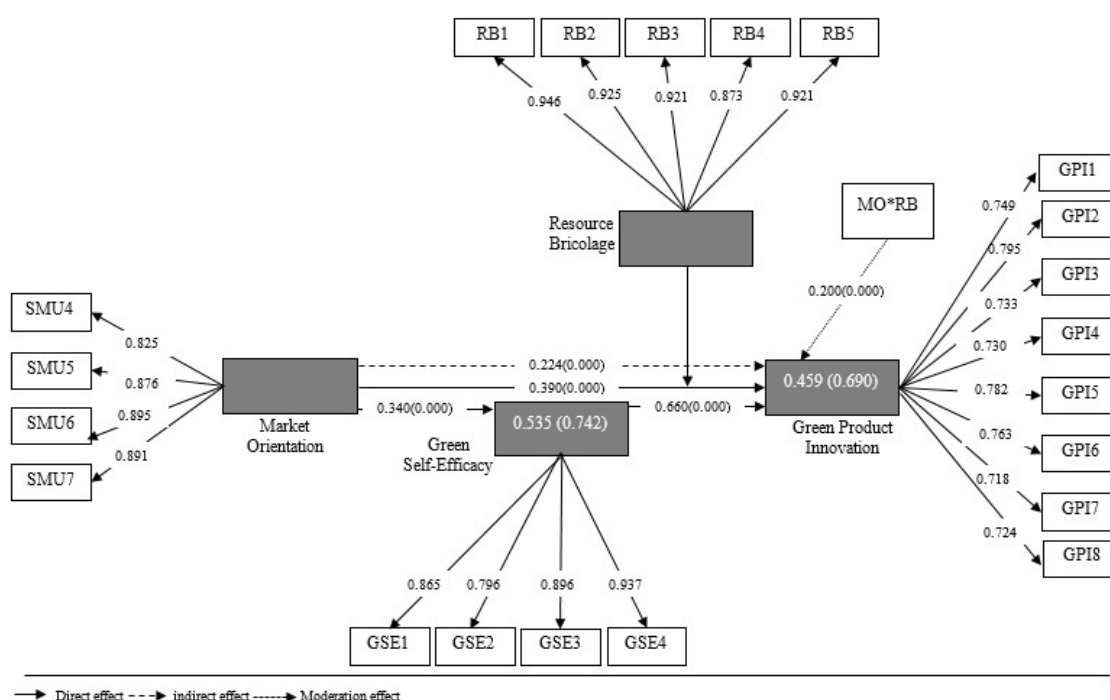 RB1
RB2
RB3
RB4
RB5
0.946
0.925
0.921
0.873
0.921
Resource
Bricolage
MO*RB
0.200(0.000)
GPI1
GPI2
GPI3
GPI4
GPI5
GPI6
GPI7
GPI8
0.749
0.795
0.733
0.730
0.782
0.763
0.718
0.724
SMU4
SMU5
SMU6
SMU7
0.825
0.876
0.895
0.891
Market
Orientation
0.224(0.000)
0.390(0.000)
0.340(0.000)
0.660(0.000)
0.535 (0.742)
Green
Self-Efficacy
0.459 (0.690)
Green Product
Innovation
0.865
0.796
0.896
0.937
GSE1
GSE2
GSE3
GSE4
Direct effect
indirect effect
Moderation effect